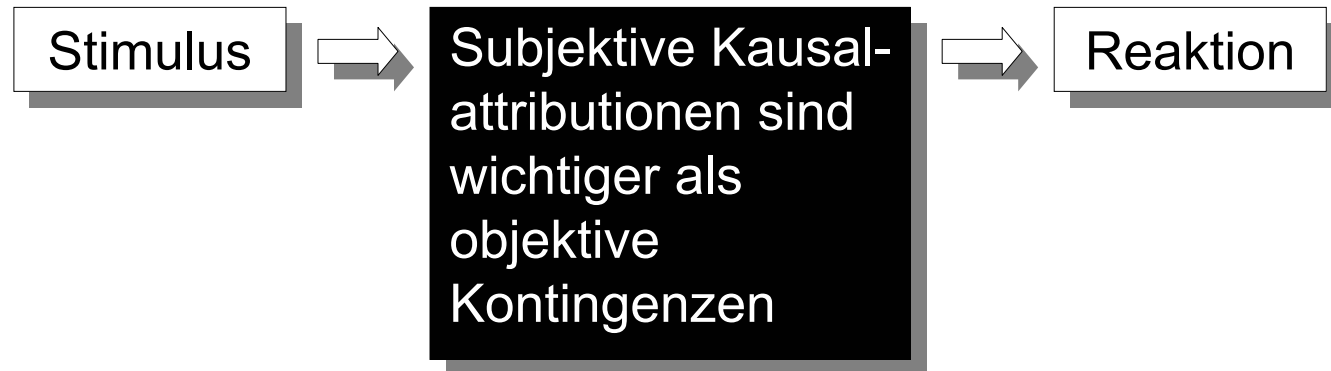 Stimulus
Subjektive Kausal-
attributionen sind
wichtiger als
objektive
Kontingenzen
Reaktion